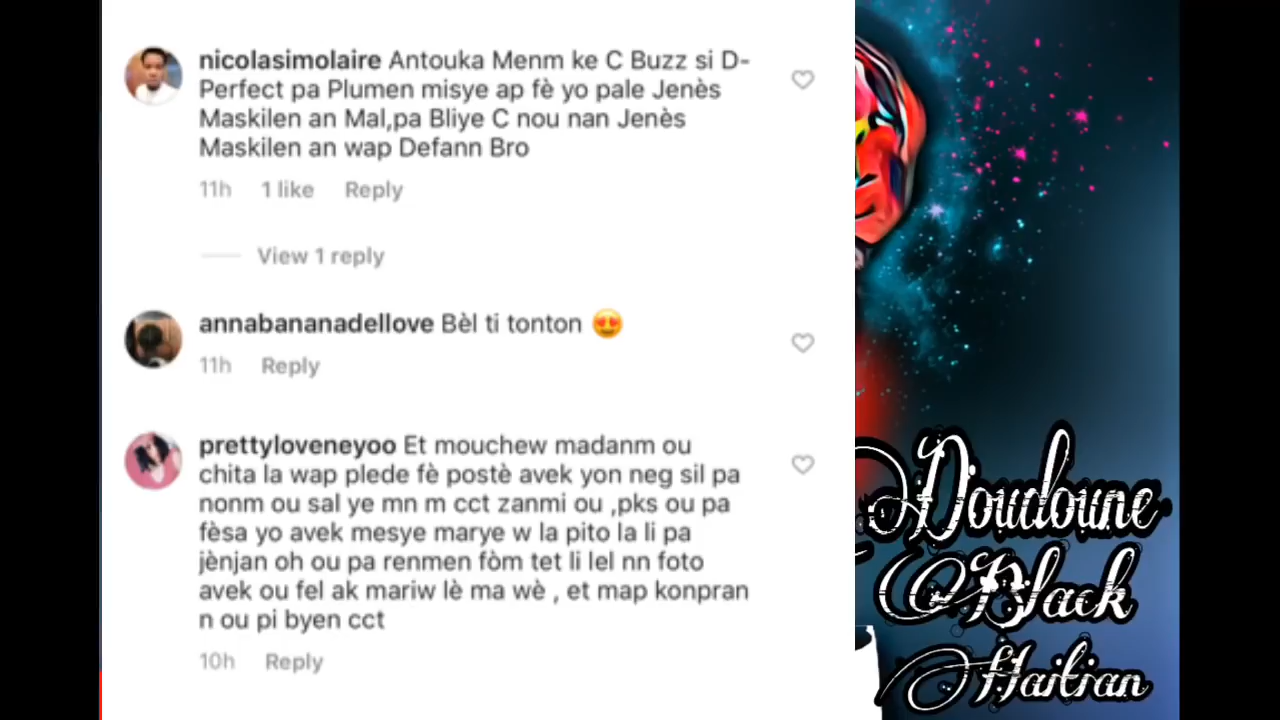 nicolasimolaire Antouka Menm ke C Buzz si D-
Perfect pa Plumen misye ap fè yo pale Jenès
Maskilen an Mal,pa Bliye C nou nan Jenès
Maskilen an wap Defann Bro
11h 1 like Reply
View 1 reply
annabananadellove Bèl ti tonton 😍
11h Reply
prettyloveneyoo Et mouchew madanm ou
chita la wap plede fè postè avek yon neg sil pa
nonm ou sal ye mn m cct zanmi ou ,pks ou pa
fèsa yo avek mesye marye w la pito la li pa
jènjan oh ou pa renmen fòm tet li lel nn foto
avek ou fel ak mariw lè ma wè , et map konpran
n ou pi byen cct
10h Reply
Doudoune
Black
Haitian